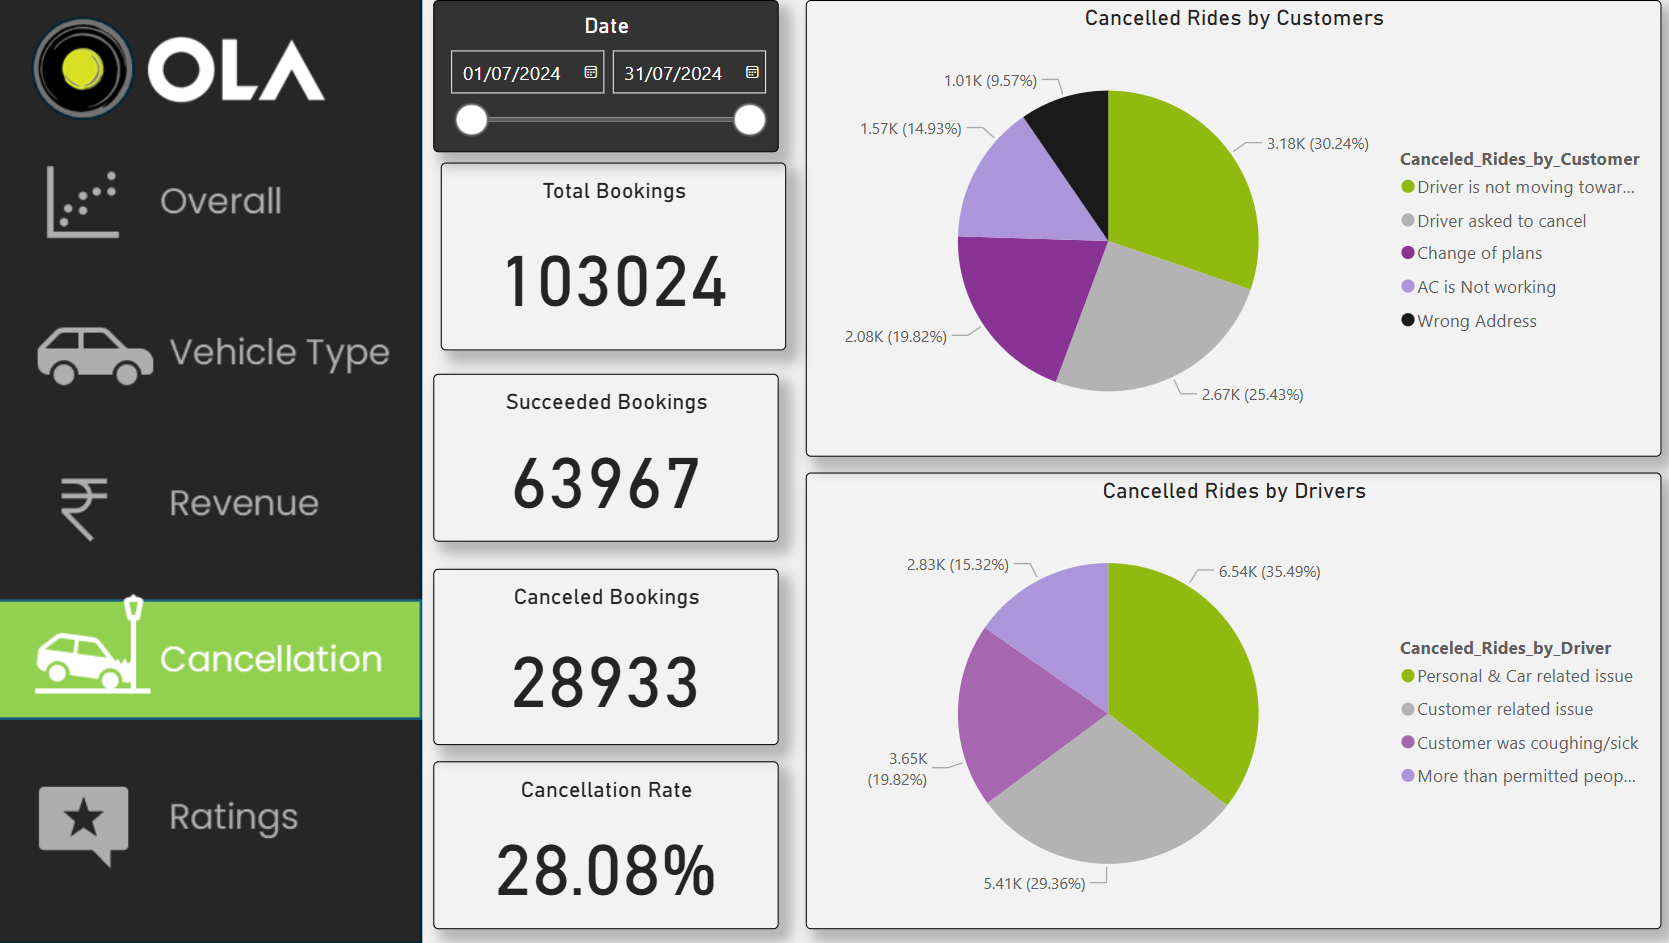 OLA
Overall
Vehicle Type
Revenue
Cancellation
Ratings
Date
01/07/2024
31/07/2024
Total Bookings
103024
Succeeded Bookings
63967
Canceled Bookings
28933
Cancellation Rate
28.08%
Cancelled Rides by Customers
1.01K (9.57%)
1.57K (14.93%)
2.08K (19.82%)
3.18K (30.24%)
2.67K (25.43%)
Canceled_Rides_by_Customer
Driver is not moving towar...
Driver asked to cancel
Change of plans
AC is Not working
Wrong Address
Cancelled Rides by Drivers
2.83K (15.32%)
6.54K (35.49%)
3.65K
(19.82%)
5.41K (29.36%)
Canceled_Rides_by_Driver
Personal & Car related issue
Customer related issue
Customer was coughing/sick
More than permitted peop...